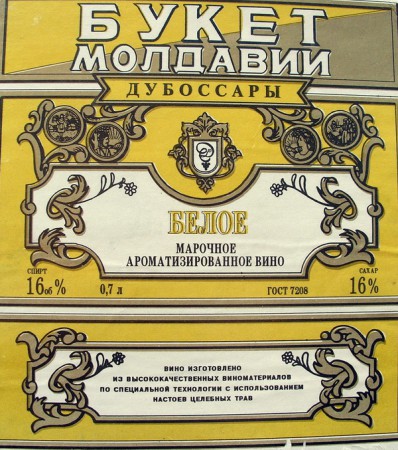 БУКЕТ
МОЛДАВИИ
ДУБОССАРЫ
БЕЛОЕ
МАРОЧНОЕ
АРОМАТИЗИРОВАННОЕ ВИНО
СПИРТ
16об% 0,7 л ГОСТ 7208
САХАР
16%
ВИНО ИЗГОТОВЛЕНО
ИЗ ВЫСОКОКАЧЕСТВЕННЫХ ВИНОМАТЕРИАЛОВ
ПО СПЕЦИАЛЬНОЙ ТЕХНОЛОГИИ С ИСПОЛЬЗОВАНИЕМ
НАСТОЕВ ЦЕЛЕБНЫХ ТРАВ